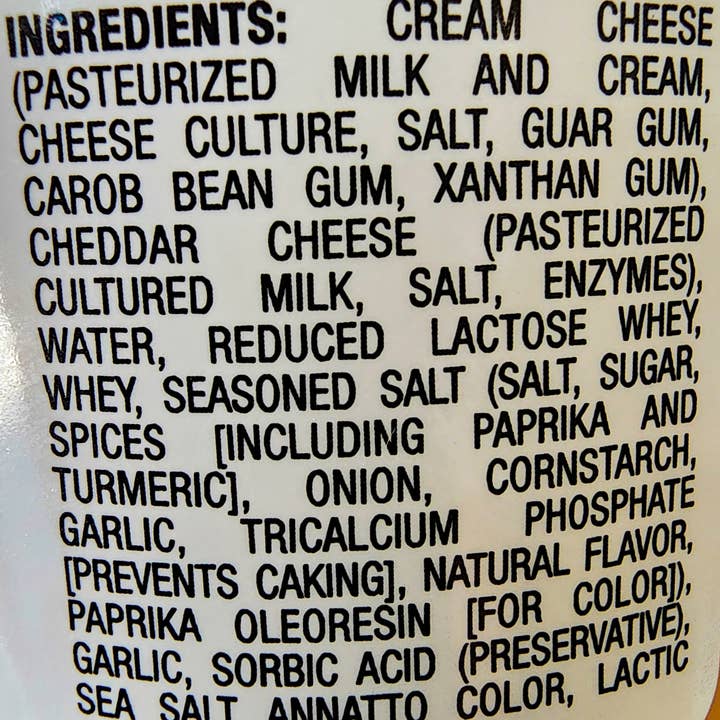 INGREDIENTS: CREAM CHEESE
(PASTEURIZED MILK AND CREAM,
CHEESE CULTURE, SALT, GUAR GUM,
CAROB BEAN GUM, XANTHAN GUM),
CHEDDAR CHEESE (PASTEURIZED
CULTURED MILK, SALT, ENZYMES),
WATER, REDUCED LACTOSE WHEY,
WHEY, SEASONED SALT (SALT, SUGAR,
SPICES [INCLUDING PAPRIKA AND
TURMERIC], ONION, CORNSTARCH,
GARLIC, TRICALCIUM PHOSPHATE
[PREVENTS CAKING], NATURAL FLAVOR,
PAPRIKA OLEORESIN [FOR COLOR]),
GARLIC, SORBIC ACID (PRESERVATIVE),
SEA SALT, ANNATTO COLOR, LACTIC